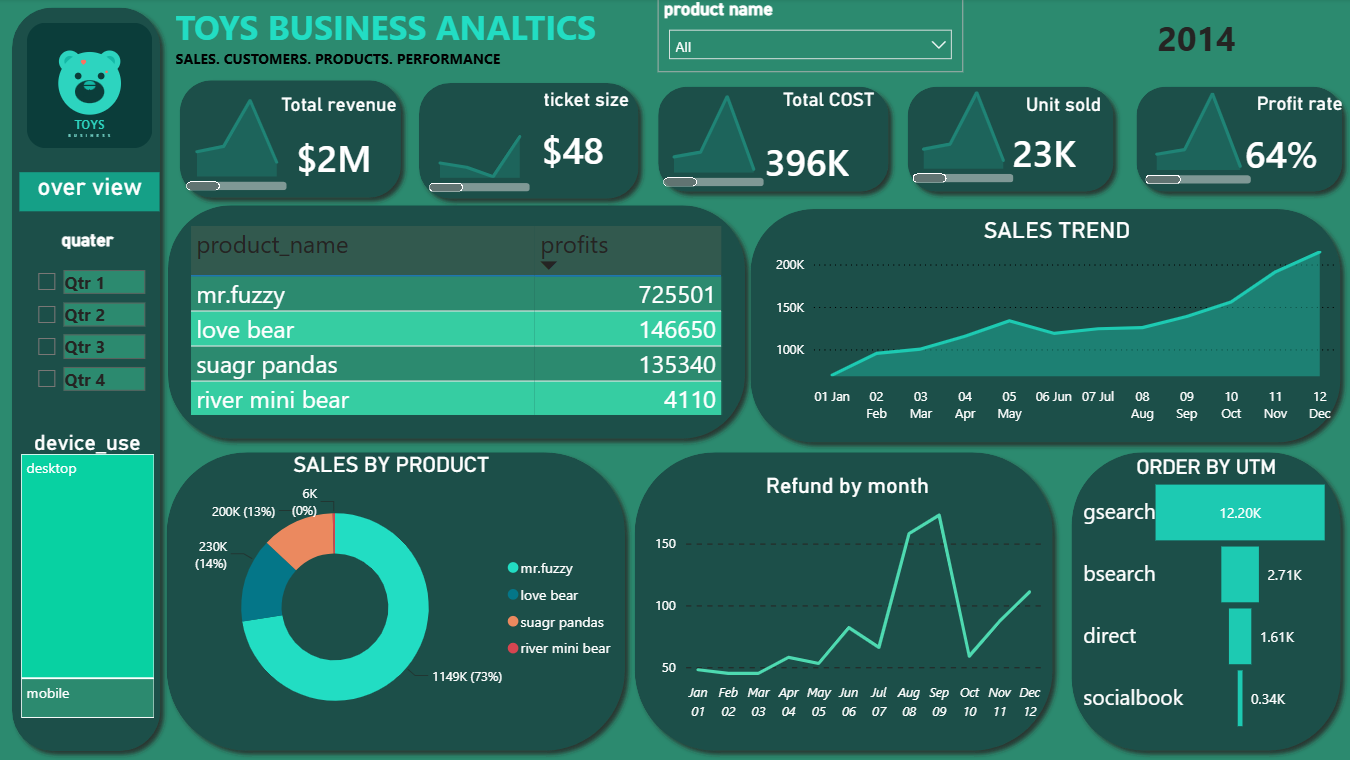 TOYS
BUSINESS
TOYS BUSINESS ANALTICS
SALES. CUSTOMERS. PRODUCTS. PERFORMANCE
product name
All
2014
Total revenue
$2M
ticket size
$48
Total COST
396K
Unit sold
23K
Profit rate
64%
over view
quater
Qtr 1
Qtr 2
Qtr 3
Qtr 4
device_use
desktop
mobile
product_name profits
mr.fuzzy 725501
love bear 146650
suagr pandas 135340
river mini bear 4110
SALES TREND
200K
150K
100K
01 Jan 02 03 04 05 06 Jun 07 Jul 08 09 10 11 12
Feb Mar Apr May Aug Sep Oct Nov Dec
SALES BY PRODUCT
6K
(0%)
200K (13%)
230K
(14%)
1149K (73%)
mr.fuzzy
love bear
suagr pandas
river mini bear
Refund by month
150
100
50
Jan Feb Mar Apr May Jun Jul Aug Sep Oct Nov Dec
01 02 03 04 05 06 07 08 09 10 11 12
ORDER BY UTM
gsearch 12.20K
bsearch 2.71K
direct 1.61K
socialbook 0.34K